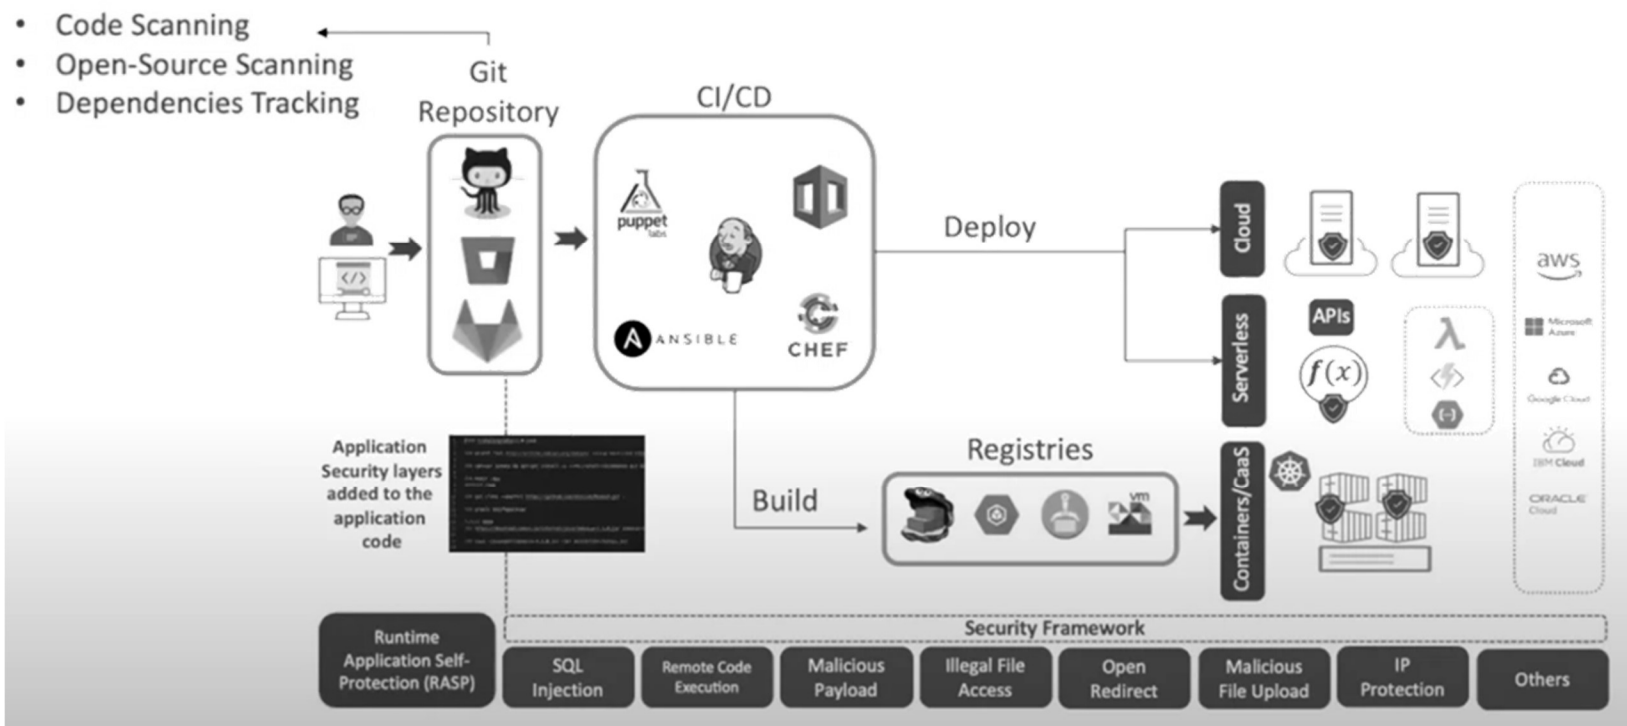 • Code Scanning
• Open-Source Scanning
• Dependencies Tracking
Git
Repository
CI/CD
puppet
labs
ANSIBLE
CHEF
</>
Deploy
Build
Registries
vm
Cloud
Serverless
Containers/CaaS
APIs
f(x)
aws
Microsoft
Azure
Google Cloud
IBM Cloud
ORACLE
Cloud
Application
Security layers
added to the
application
code
Runtime
Application Self-
Protection (RASP)
Security Framework
SQL
Injection
Remote Code
Execution
Malicious
Payload
Illegal File
Access
Open
Redirect
Malicious
File Upload
IP
Protection
Others